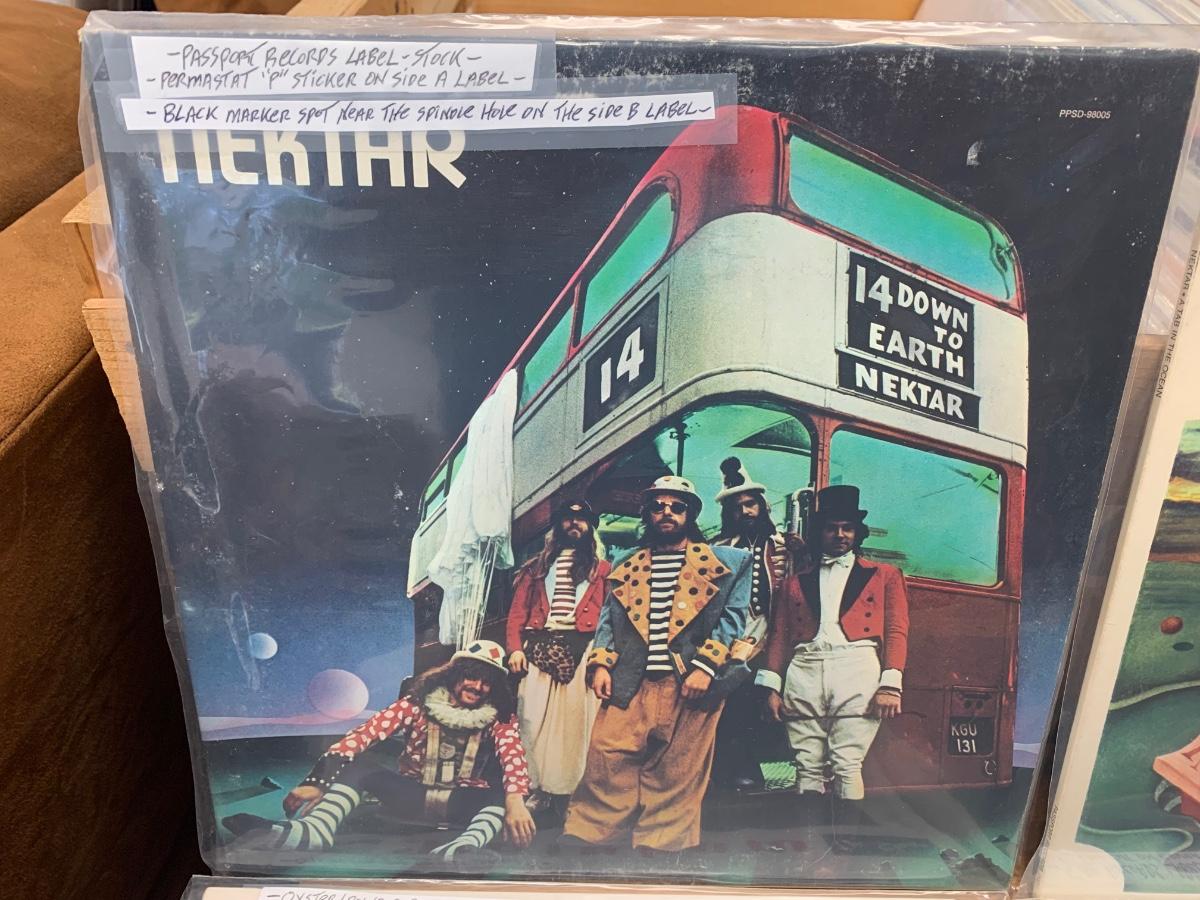 -PASSPORT RECORDS LABEL-STOCK-
-PERMASTAT "P" STICKER ON SIDE A LABEL-
-BLACK MARKER SPOT NEAR THE SPINDLE HOLE ON THE SIDE B LABEL-
PPSD-98005
NEKTAR
14 DOWN
TO
EARTH
NEKTAR
14
KGU
131
NEKTAR • A TAB IN THE OCEAN